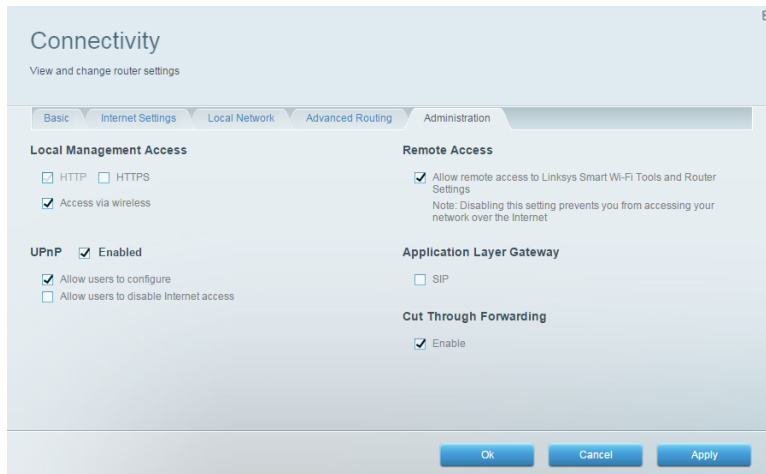 Connectivity
View and change router settings
Basic
Internet Settings
Local Network
Advanced Routing
Administration
Local Management Access
HTTP
HTTPS
Access via wireless
UPnP
Enabled
Allow users to configure
Allow users to disable Internet access
Remote Access
Allow remote access to Linksys Smart Wi-Fi Tools and Router
Settings
Note: Disabling this setting prevents you from accessing your
network over the Internet
Application Layer Gateway
SIP
Cut Through Forwarding
Enable
Ok
Cancel
Apply